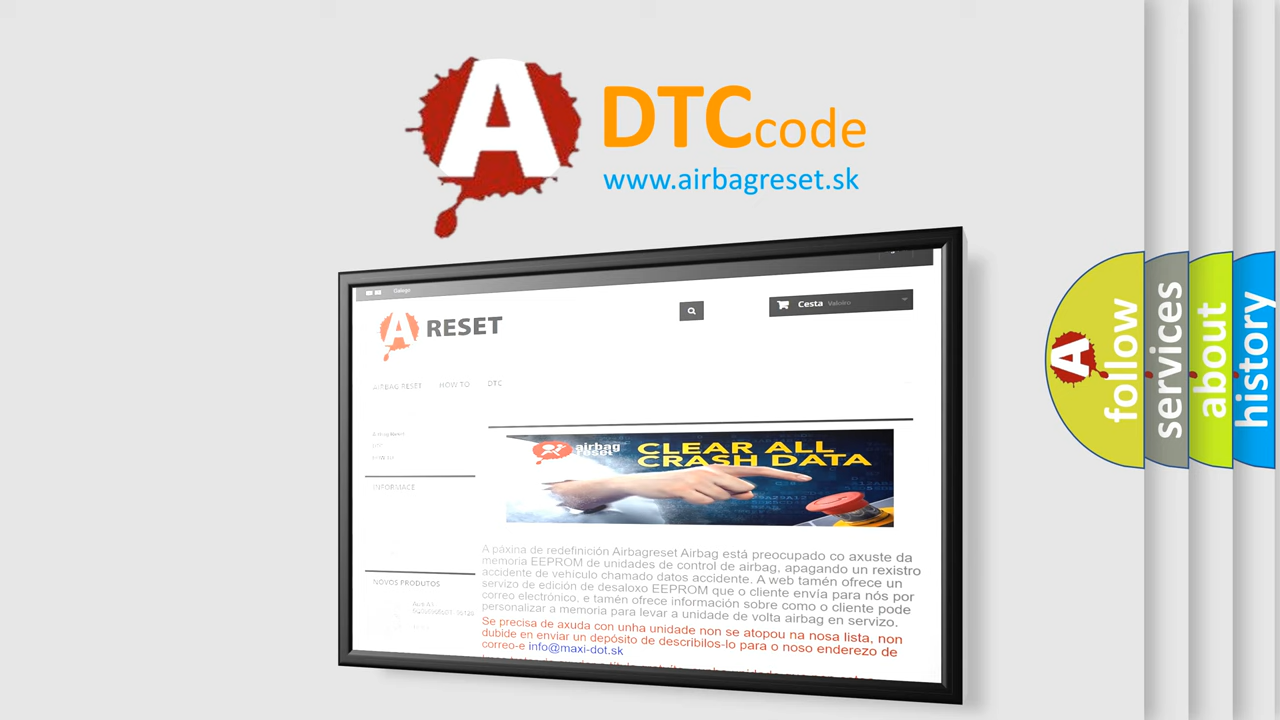 A
DTCcode
www.airbagreset.sk
Galego
A RESET
Cesta Valeiro
AIRBAG RESET HOW TO DTC
INFORMACE
airbag
reset
CLEAR ALL
CRASH DATA
A páxina de redefinición Airbagreset Airbag está preocupado co axuste da
memoria EEPROM de unidades de control de airbag, apagando un rexistro
accidente de vehículo chamado datos accidente. A web tamén ofrece un
servizo de edición de desaloxo EEPROM que o cliente envía para nós por
correo electrónico, e tamén ofrece información sobre como o cliente pode
personalizar a memoria para levar a unidade de volta airbag en servizo.
Se precisa de axuda con unha unidade non se atopou na nosa lista, non
dubide en enviar un depósito de describilos-lo para o noso enderezo de
correo-e info@maxi-dot.sk
NOVOS PRODUTOS
A
follow
services
about
history